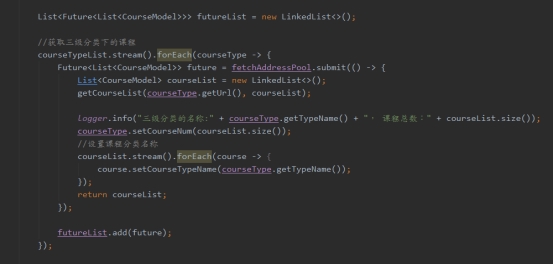 List<Future<List<CourseModel>>> futureList = new LinkedList<>();
//获取三级分类下的课程
courseTypeList.stream().forEach(courseType -> {
Future<List<CourseModel>> future = fetchAddressPool.submit(() -> {
List<CourseModel> courseList = new LinkedList<>();
getCourseList(courseType.getUrl(), courseList);
logger.info("三级分类的名称:" + courseType.getTypeName() + ", 课程总数：" + courseList.size());
courseType.setCourseNum(courseList.size());
//设置课程分类名称
courseList.stream().forEach(course -> {
course.setCourseTypeName(courseType.getTypeName());
});
return courseList;
});
futureList.add(future);
});